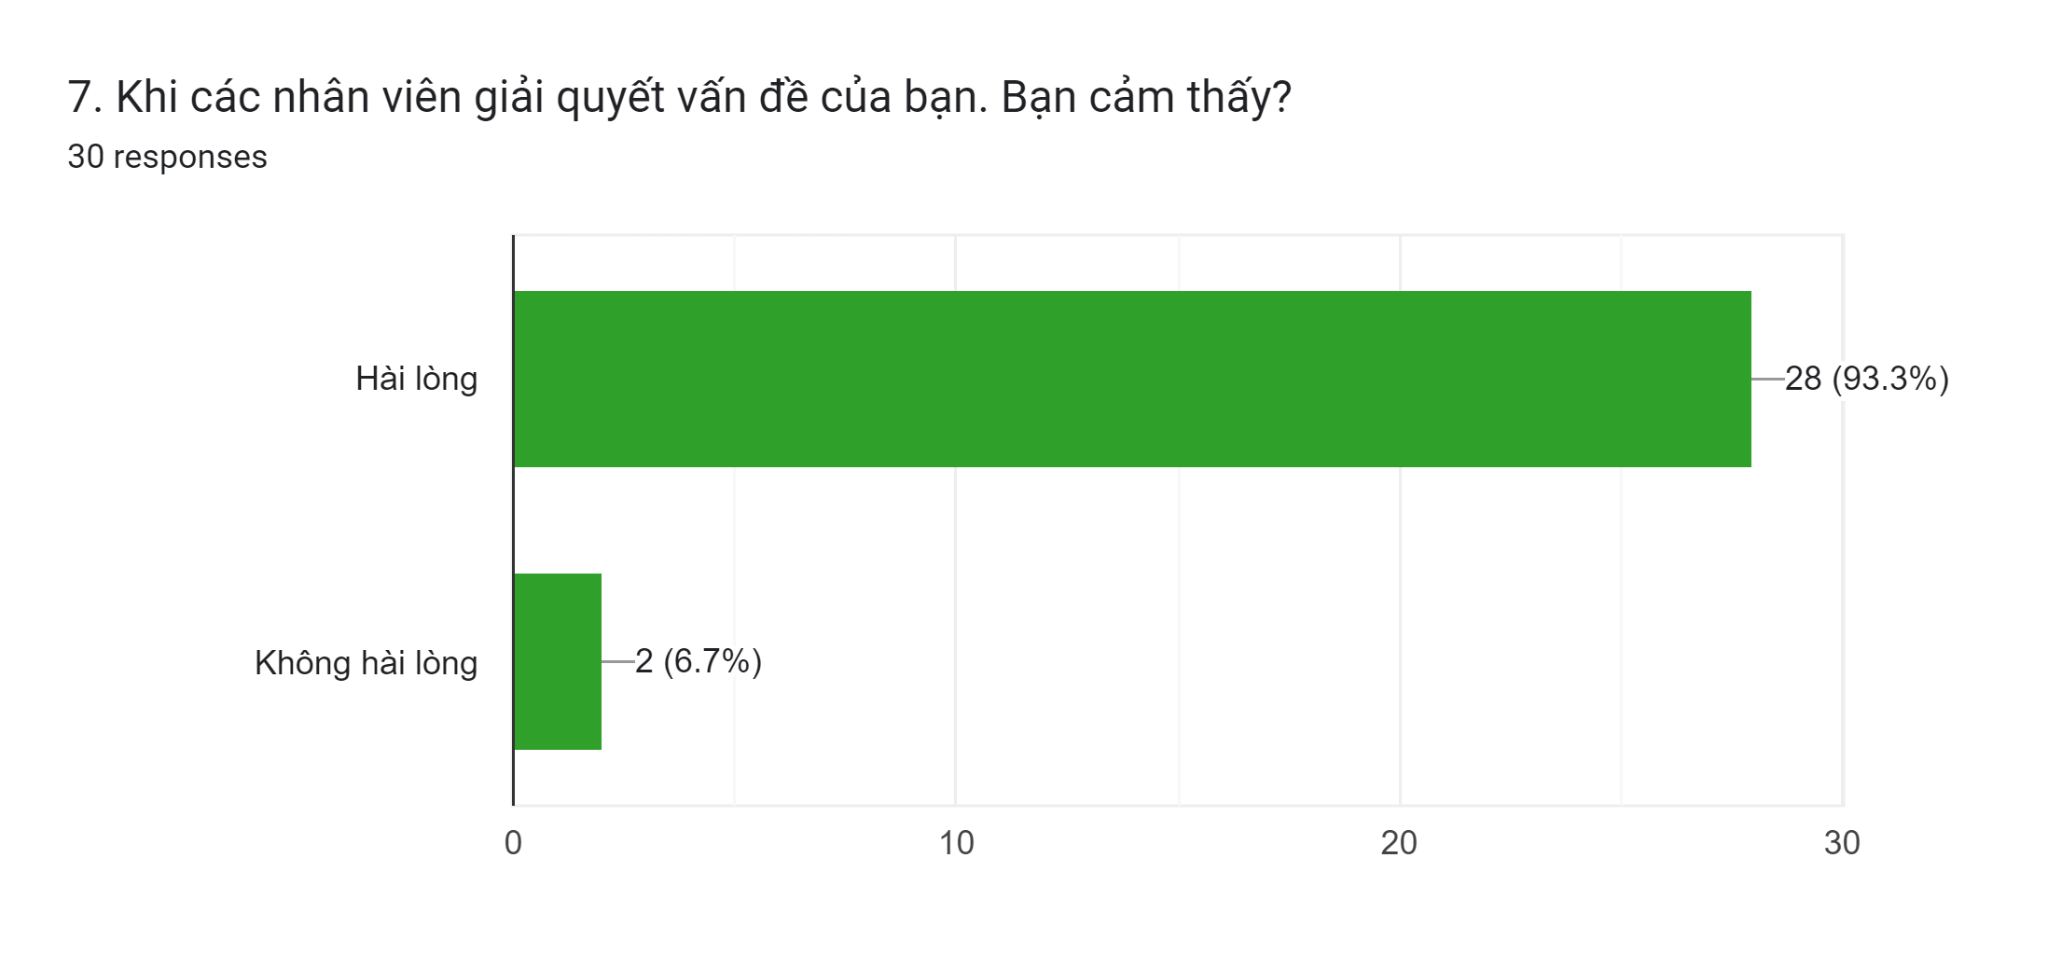 7. Khi các nhân viên giải quyết vấn đề của bạn. Bạn cảm thấy?
30 responses
Hài lòng
28 (93.3%)
Không hài lòng
2 (6.7%)
0 10 20 30